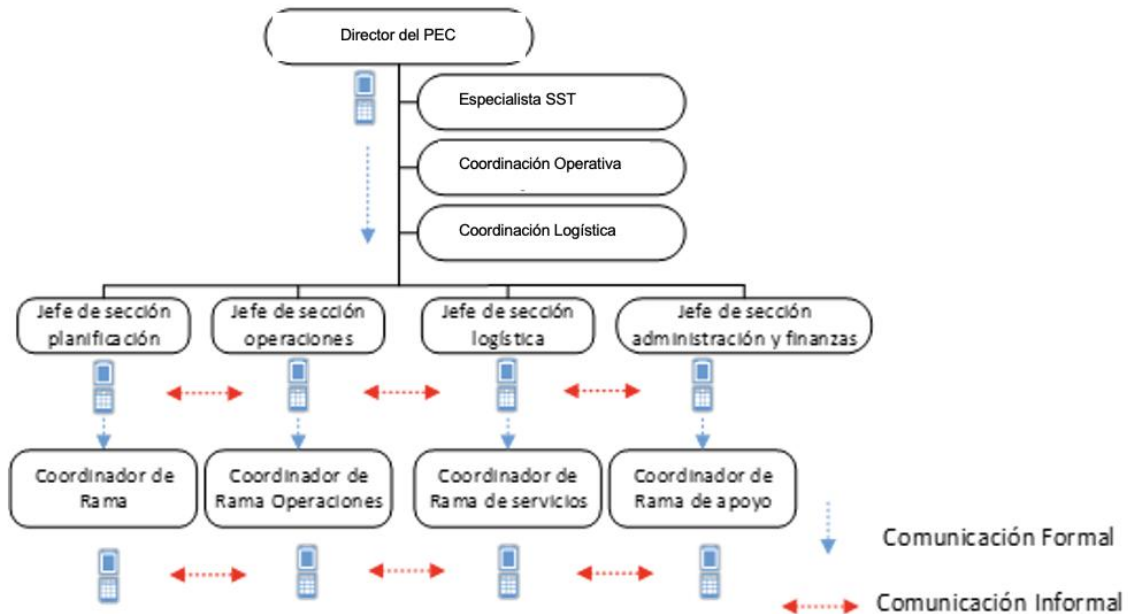 Director del PEC
Especialista SST
Coordinación Operativa
Coordinación Logística
Jefe de sección
planificación
Jefe de sección
operaciones
Jefe de sección
logística
Jefe de sección
administración y finanzas
Coordinador de
Rama
Coordinador de
Rama Operaciones
Coordinador de
Rama de servicios
Coordinador de
Rama de apoyo
Comunicación Formal
Comunicación Informal